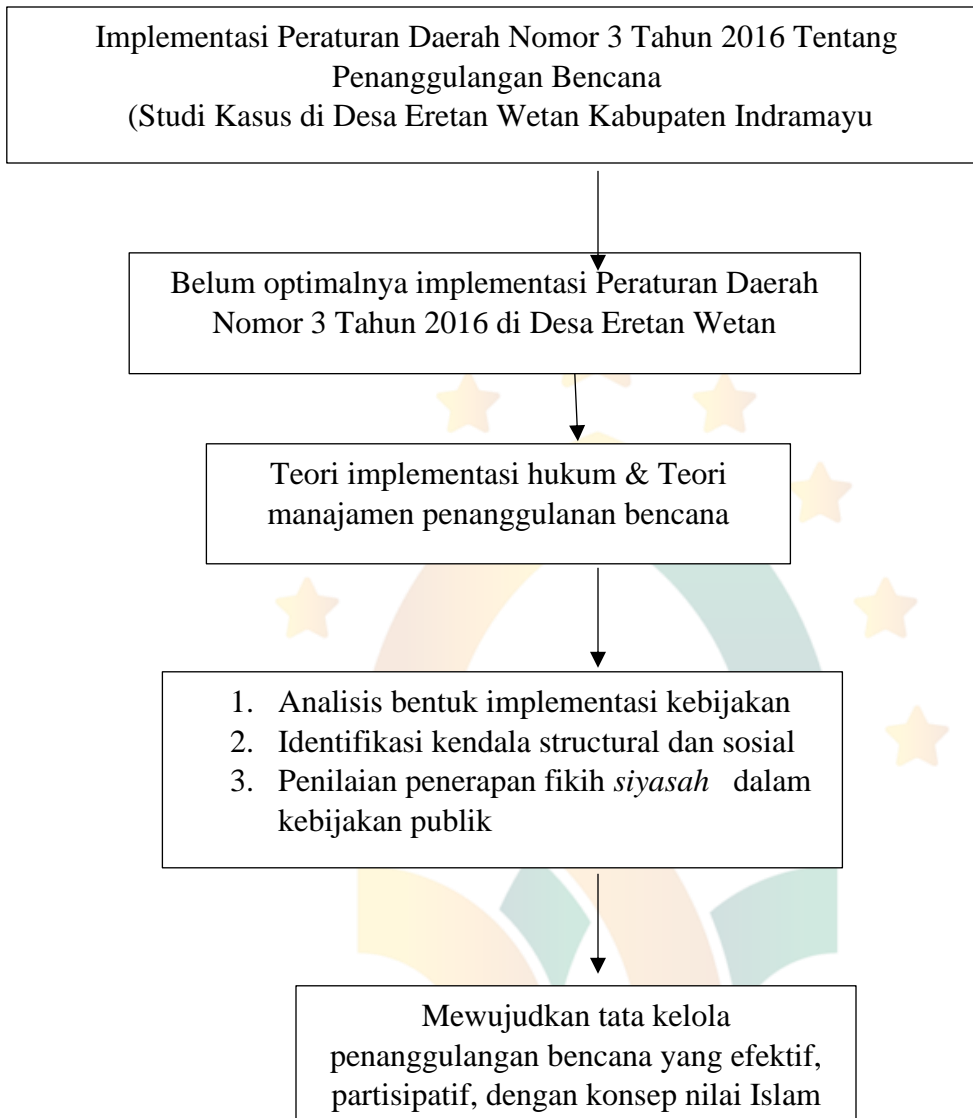 Implementasi Peraturan Daerah Nomor 3 Tahun 2016 Tentang
Penanggulangan Bencana
(Studi Kasus di Desa Eretan Wetan Kabupaten Indramayu
Belum optimalnya implementasi Peraturan Daerah
Nomor 3 Tahun 2016 di Desa Eretan Wetan
Teori implementasi hukum & Teori
manajamen penanggulanan bencana
1. Analisis bentuk implementasi kebijakan
2. Identifikasi kendala structural dan sosial
3. Penilaian penerapan fikih siyasah dalam
kebijakan publik
Mewujudkan tata kelola
penanggulangan bencana yang efektif,
partisipatif, dengan konsep nilai Islam